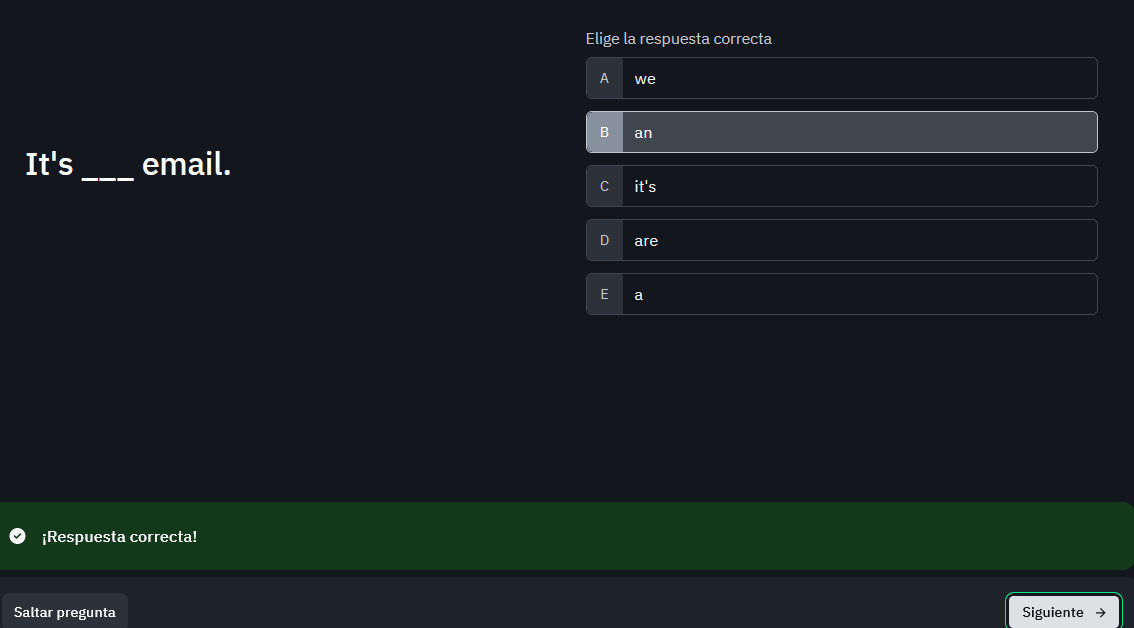 It's ___ email.
Elige la respuesta correcta
A we
B an
C it's
D are
E a
¡Respuesta correcta!
Saltar pregunta
Siguiente →